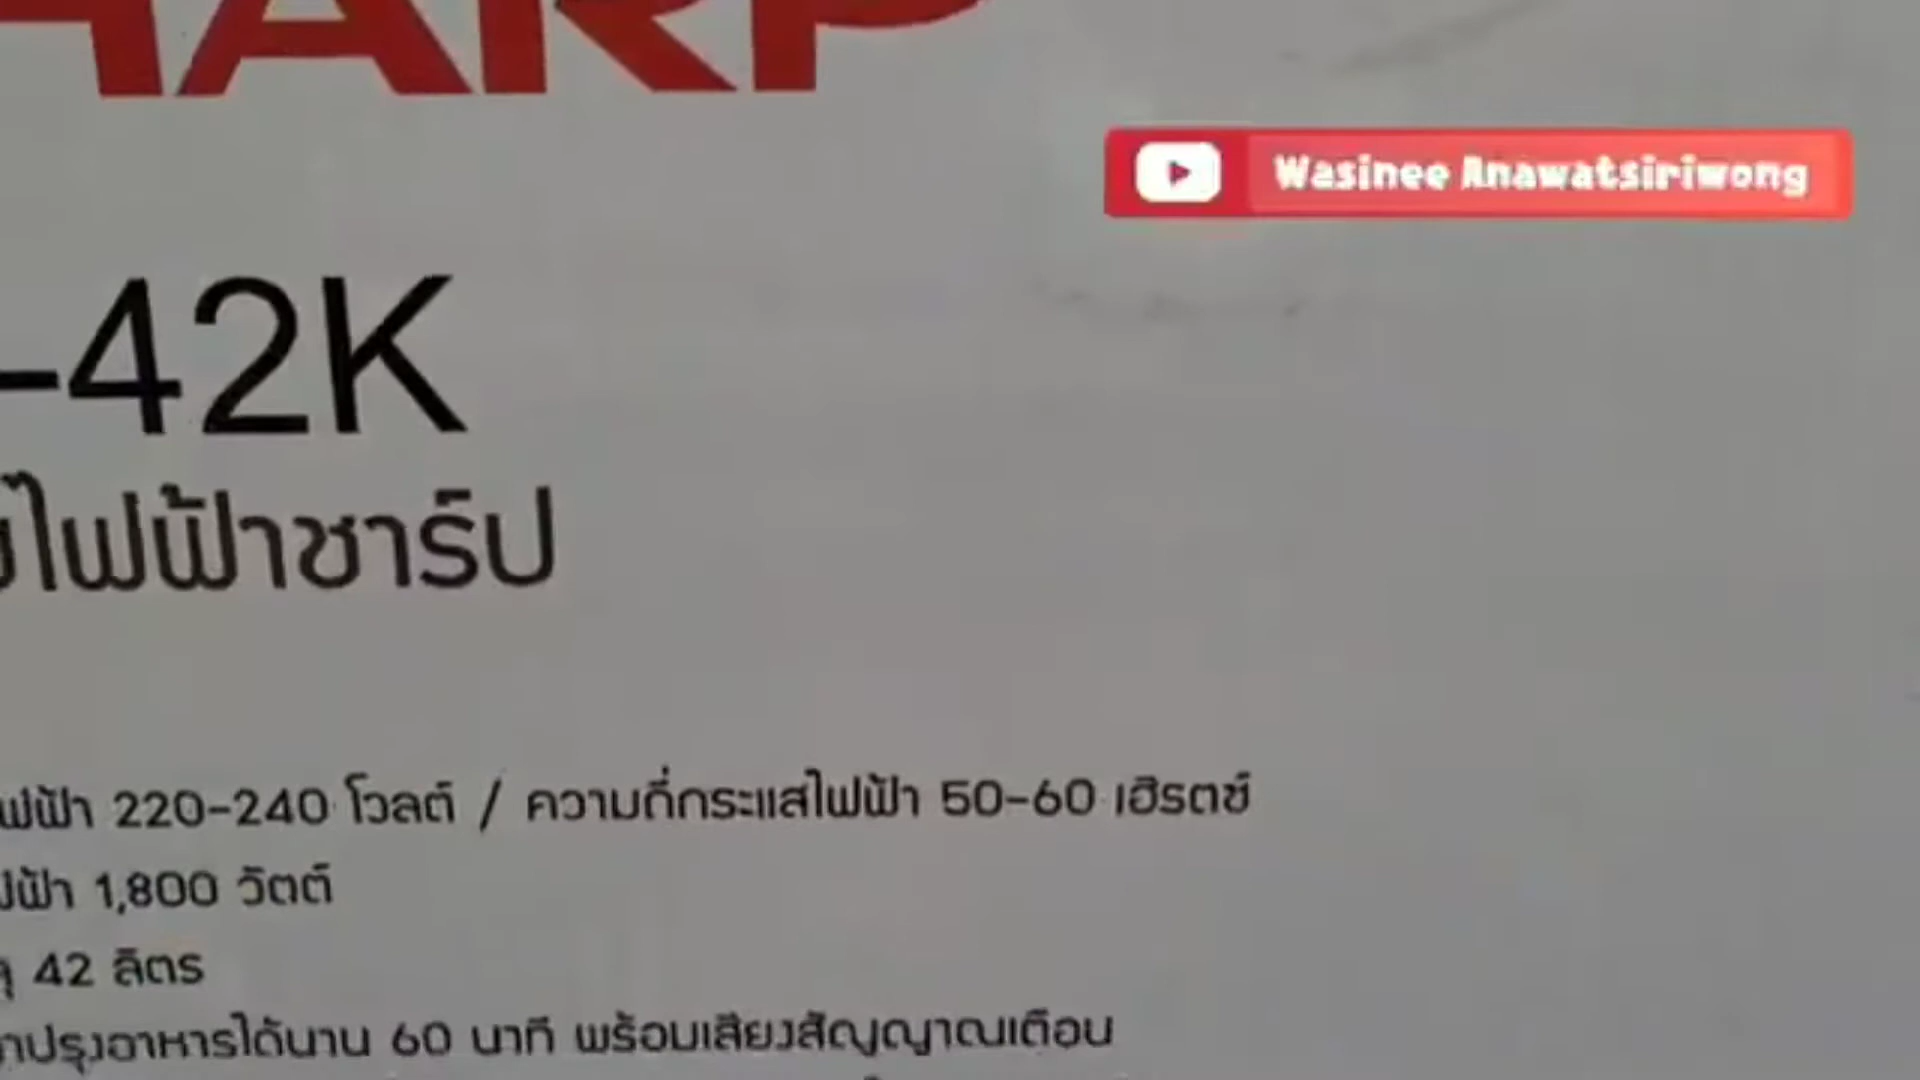 HARP
Wasinee Anawatsiriwong
-42K
ไฟฟ้าชาร์ป
ไฟฟ้า 220-240 โวลต์ / ความถี่กระแสไฟฟ้า 50-60 เฮิรตซ์
ไฟฟ้า 1,800 วัตต์
42 ลิตร
ปรุงอาหารได้นาน 60 นาที พร้อมเสียงสัญญาณเตือน